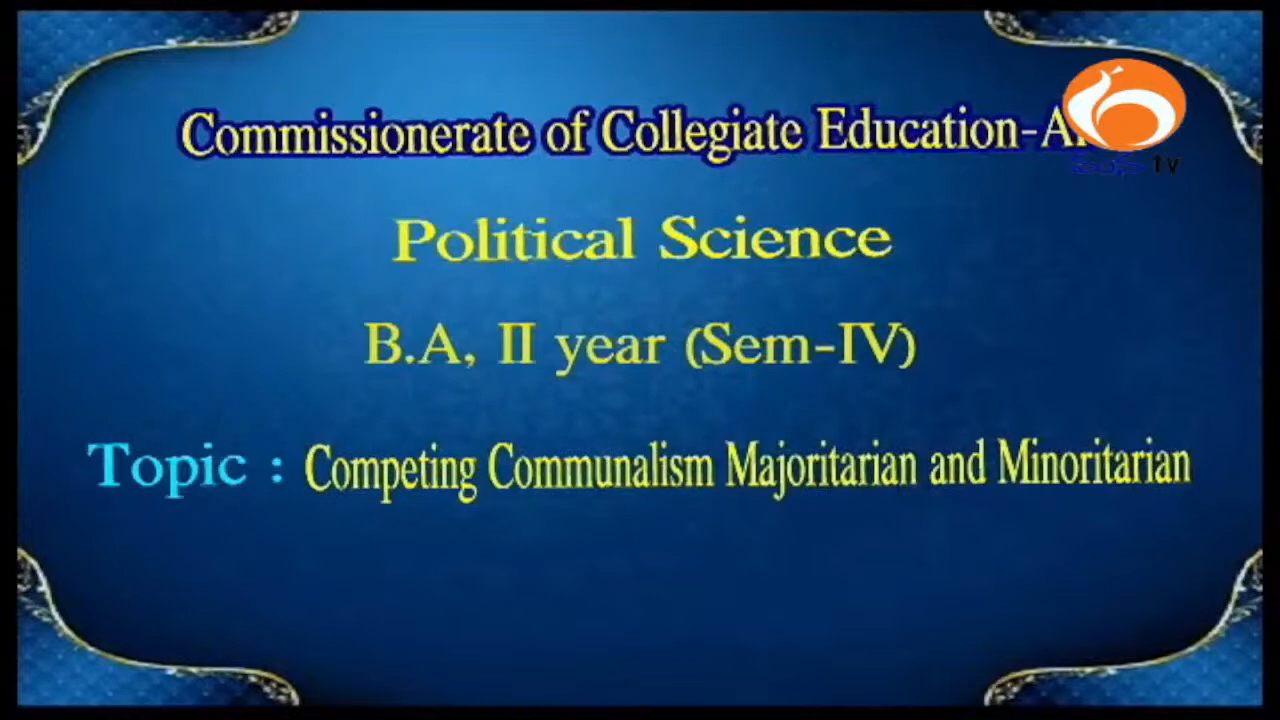 Commissionerate of Collegiate Education-A
tv
Political Science
B.A, II year (Sem-IV)
Topic : Competing Communalism Majoritarian and Minoritarian